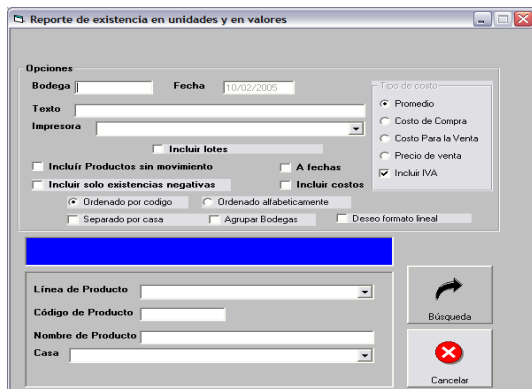 Reporte de existencia en unidades y en valores
Opciones
Bodega
Fecha
10/02/2005
Texto
Impresora
Tipo de costo
Promedio
Costo de Compra
Costo Para la Venta
Precio de venta
Incluir IVA
Incluir lotes
Incluír Productos sin movimiento
A fechas
Incluir solo existencias negativas
Incluir costos
Ordenado por codigo
Ordenado alfabeticamente
Separado por casa
Agrupar Bodegas
Deseo formato lineal
Línea de Producto
Código de Producto
Nombre de Producto
Casa
Búsqueda
Cancelar